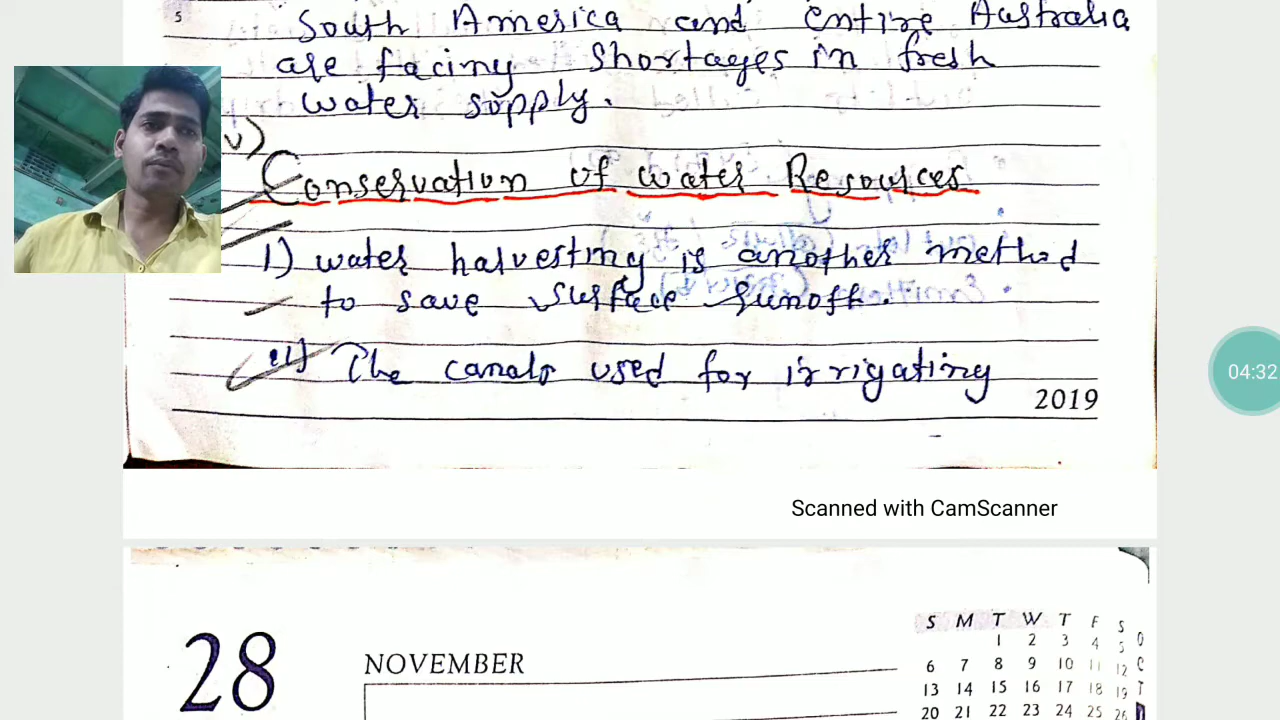 5
South America and entire Australia
are facing shortages in fresh
water supply.
v)
Conservation of water Resources
1) water harvesting is another method
to save surface runoff.
The canals used for irrigating
2019
04:32
Scanned with CamScanner
28
NOVEMBER
S M T W T F S
1 2 3 4 5
6 7 8 9 10 11 12
13 14 15 16 17 18 19
20 21 22 23 24 25 26